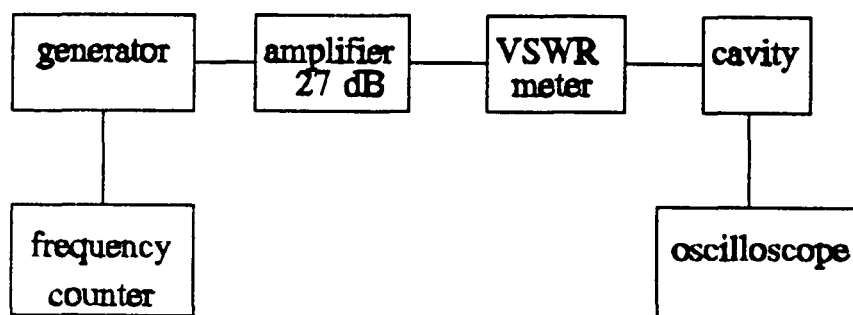 generator
amplifier
27 dB
VSWR
meter
cavity
frequency
counter
oscilloscope